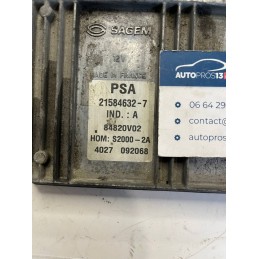 SAGEM
12V
MADE IN FRANCE
PSA
21584632-7
IND.: A
84820V02
HOM: S2000-2A
4027 092068
AUTOPROS13
06 64 29
autopros